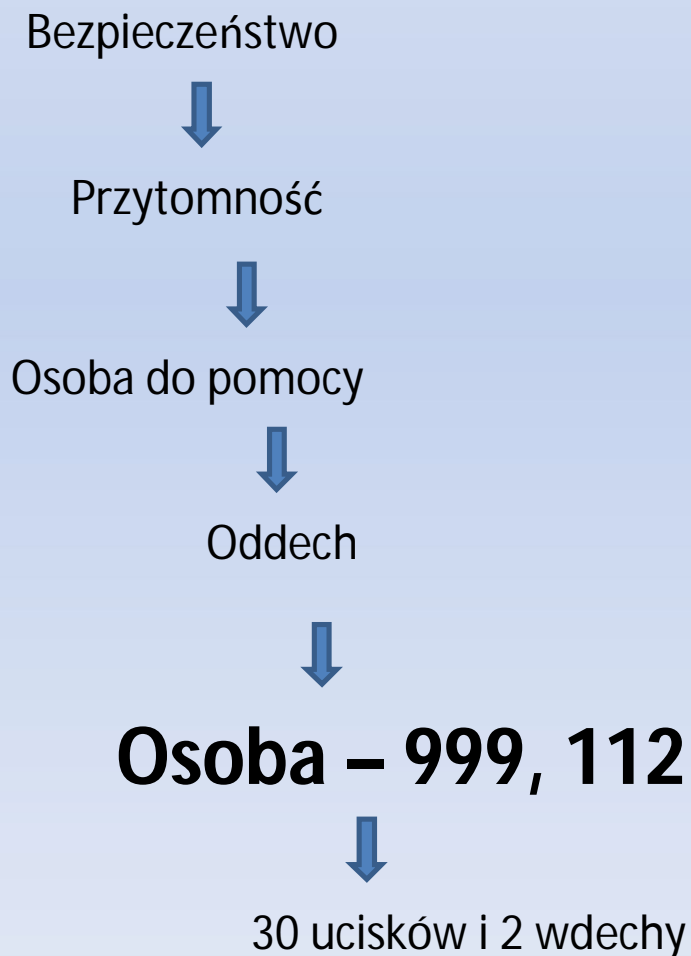 Bezpieczeństwo
Przytomność
Osoba do pomocy
Oddech
Osoba – 999, 112
30 ucisków i 2 wdechy